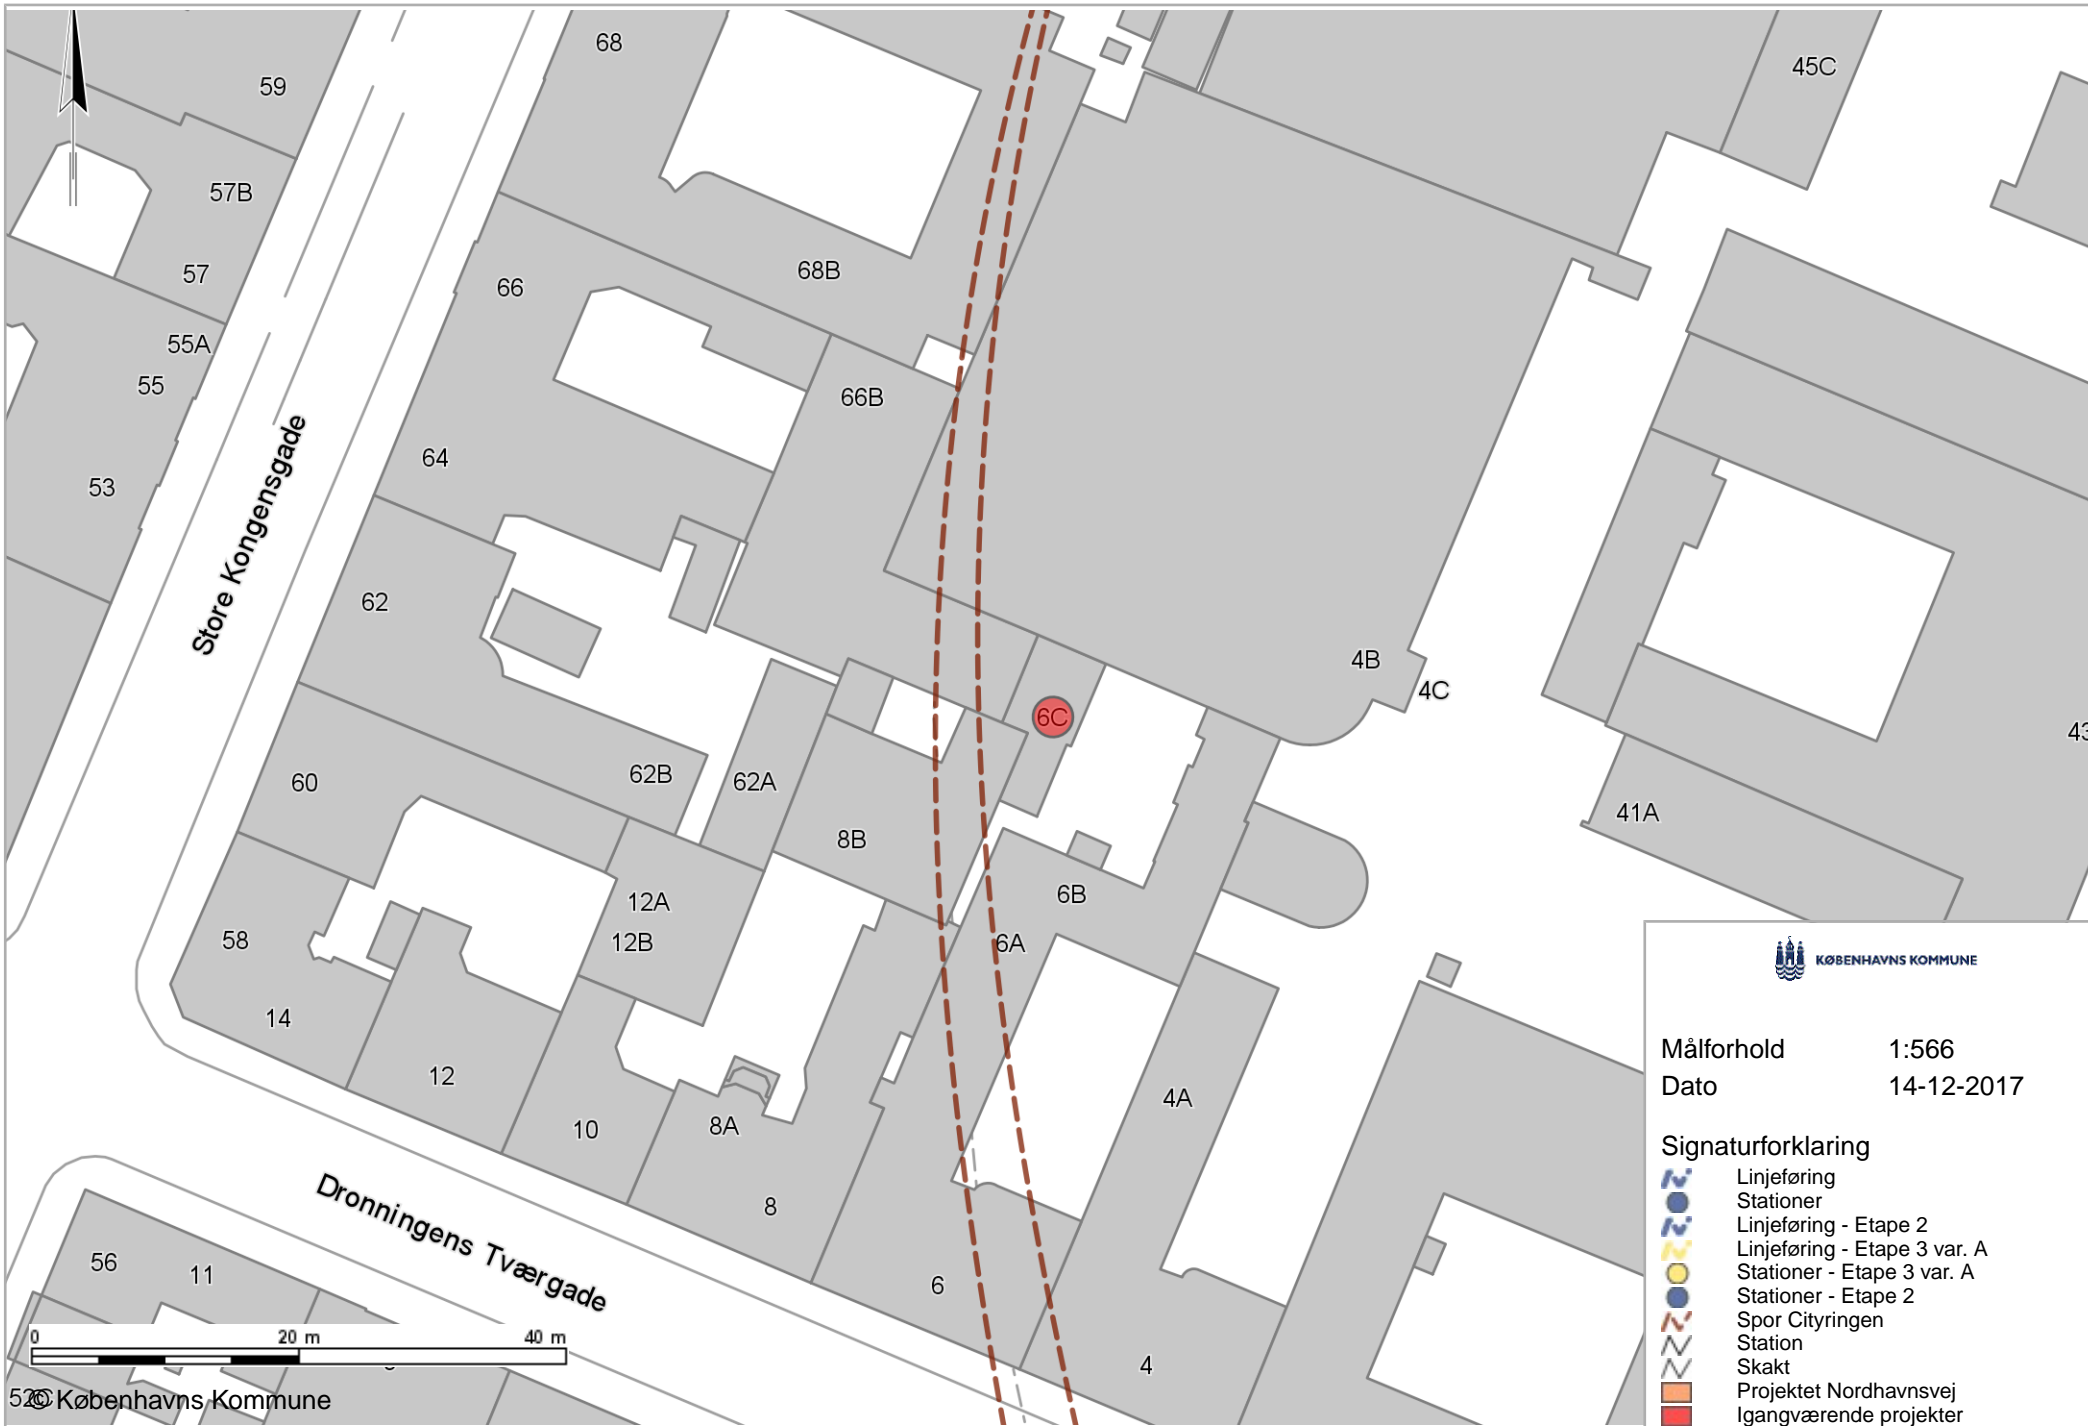 68
45C
59
57B
68B
57
66
55A
55
66B
64
53
Store Kongensgade
62
4B
4C
6C
43
62B
62A
60
41A
8B
12A
6B
12B
6A
58
KØBENHAVNS KOMMUNE
14
Målforhold 1:566
12
Dato 14-12-2017
4A
10
8A
Signaturforklaring
Linjeføring
Stationer
Linjeføring - Etape 2
Linjeføring - Etape 3 var. A
Stationer - Etape 3 var. A
Stationer - Etape 2
Spor Cityringen
Station
Skakt
Projektet Nordhavnsvej
Igangværende projekter
Dronningens Tværgade
8
56
11
6
0 20 m 40 m
4
© Københavns Kommune